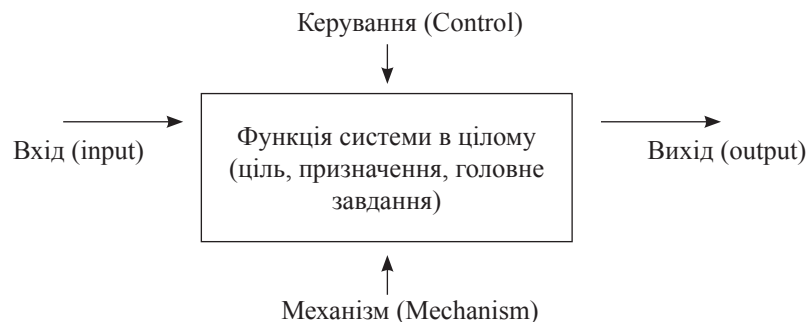 Керування (Control)
Вхід (input)
Функція системи в цілому
(ціль, призначення, головне
завдання)
Вихід (output)
Механізм (Mechanism)